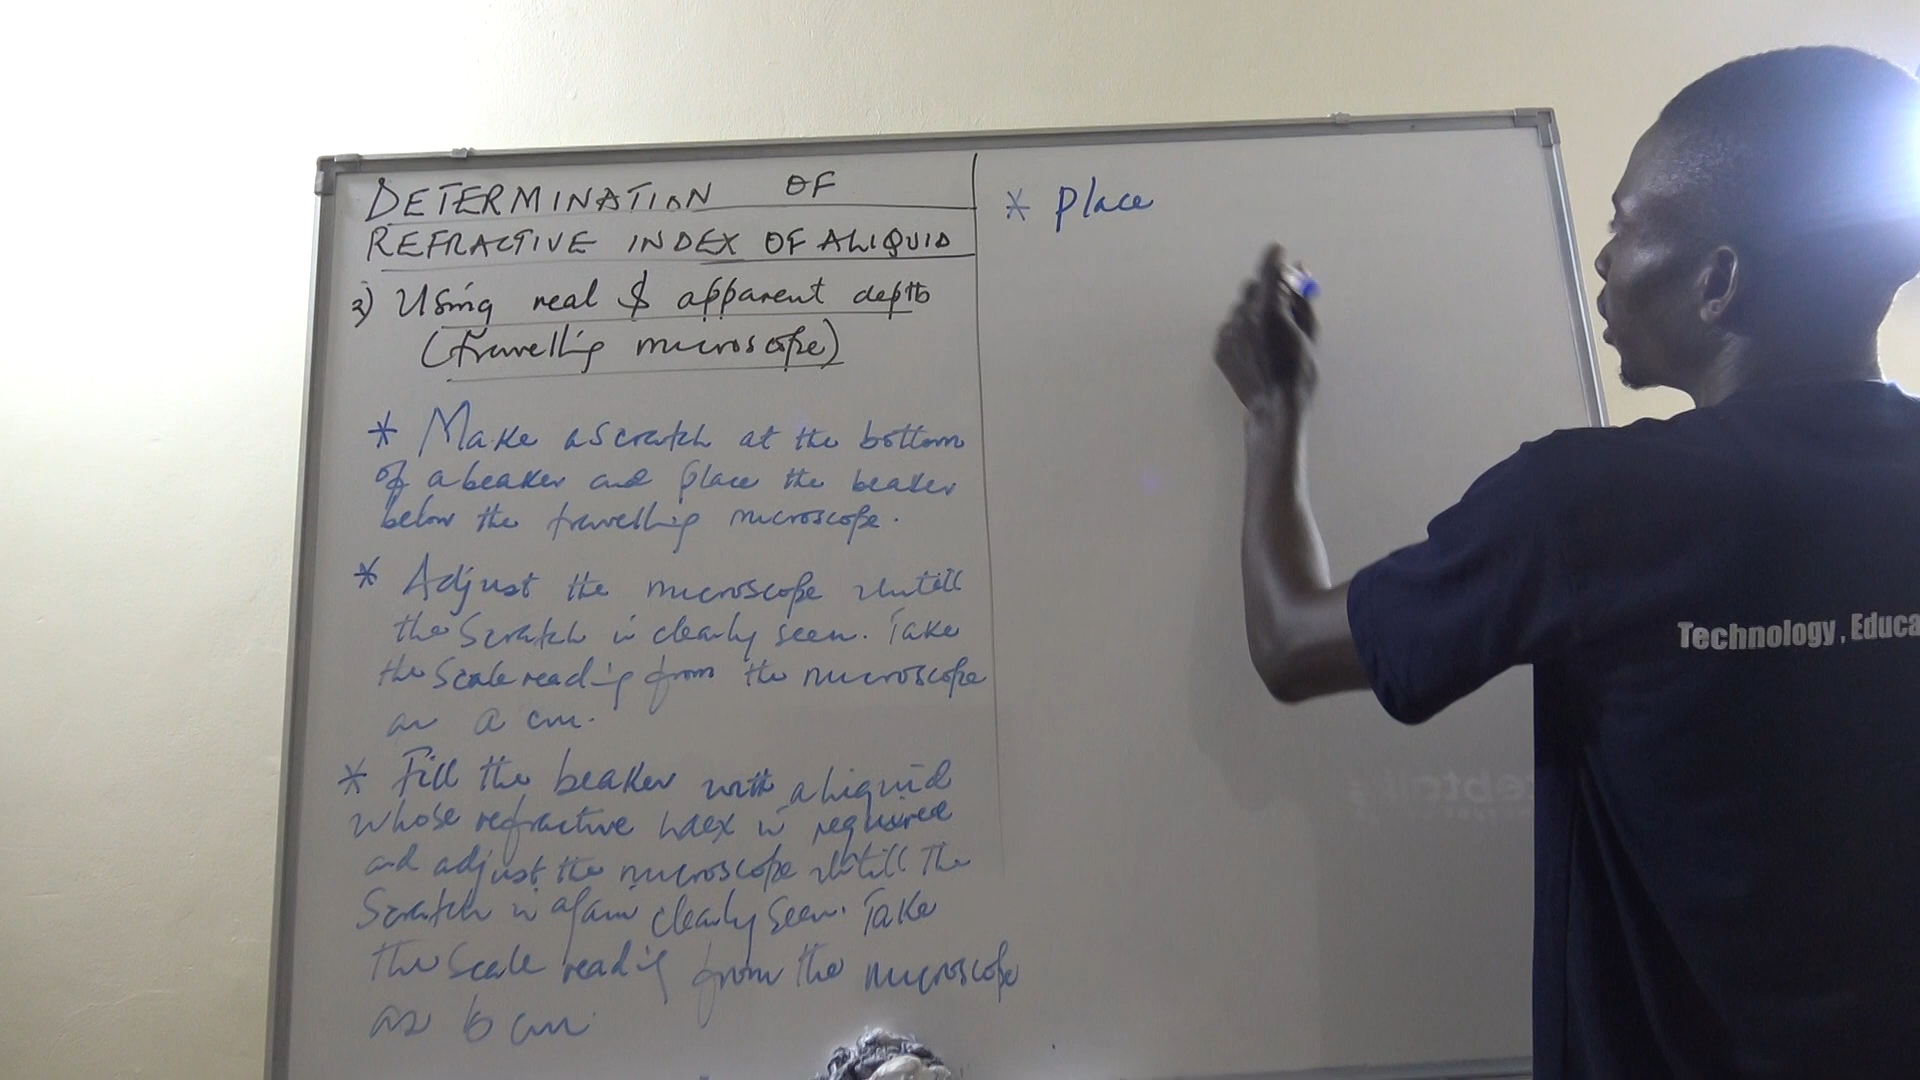 DETERMINATION OF
REFRACTIVE INDEX OF A LIQUID
2) Using real & apparent depth
(travelling microscope)
* Make a scratch at the bottom
of a beaker and place the beaker
below the travelling microscope.
* Adjust the microscope untill
the scratch is clearly seen. Take
the scale reading from the microscope
as a cm.
* Fill the beaker with a liquid
whose refractive index is required
and adjust the microscope untill the
scratch is again clearly seen. Take
the scale reading from the microscope
as b cm.
* Place
Technology, Educa